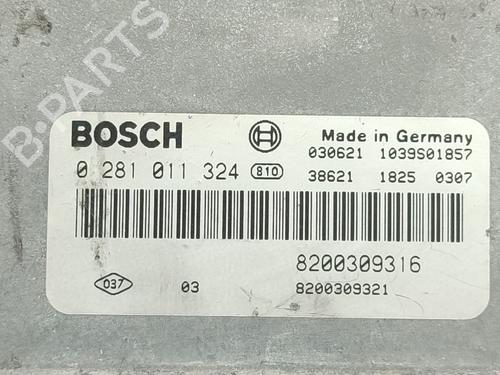 B-PARTS
BOSCH
Made in Germany
0 281 011 324 810
030621 1039S01857
38621 1825 0307
8200309316
037 03 8200309321